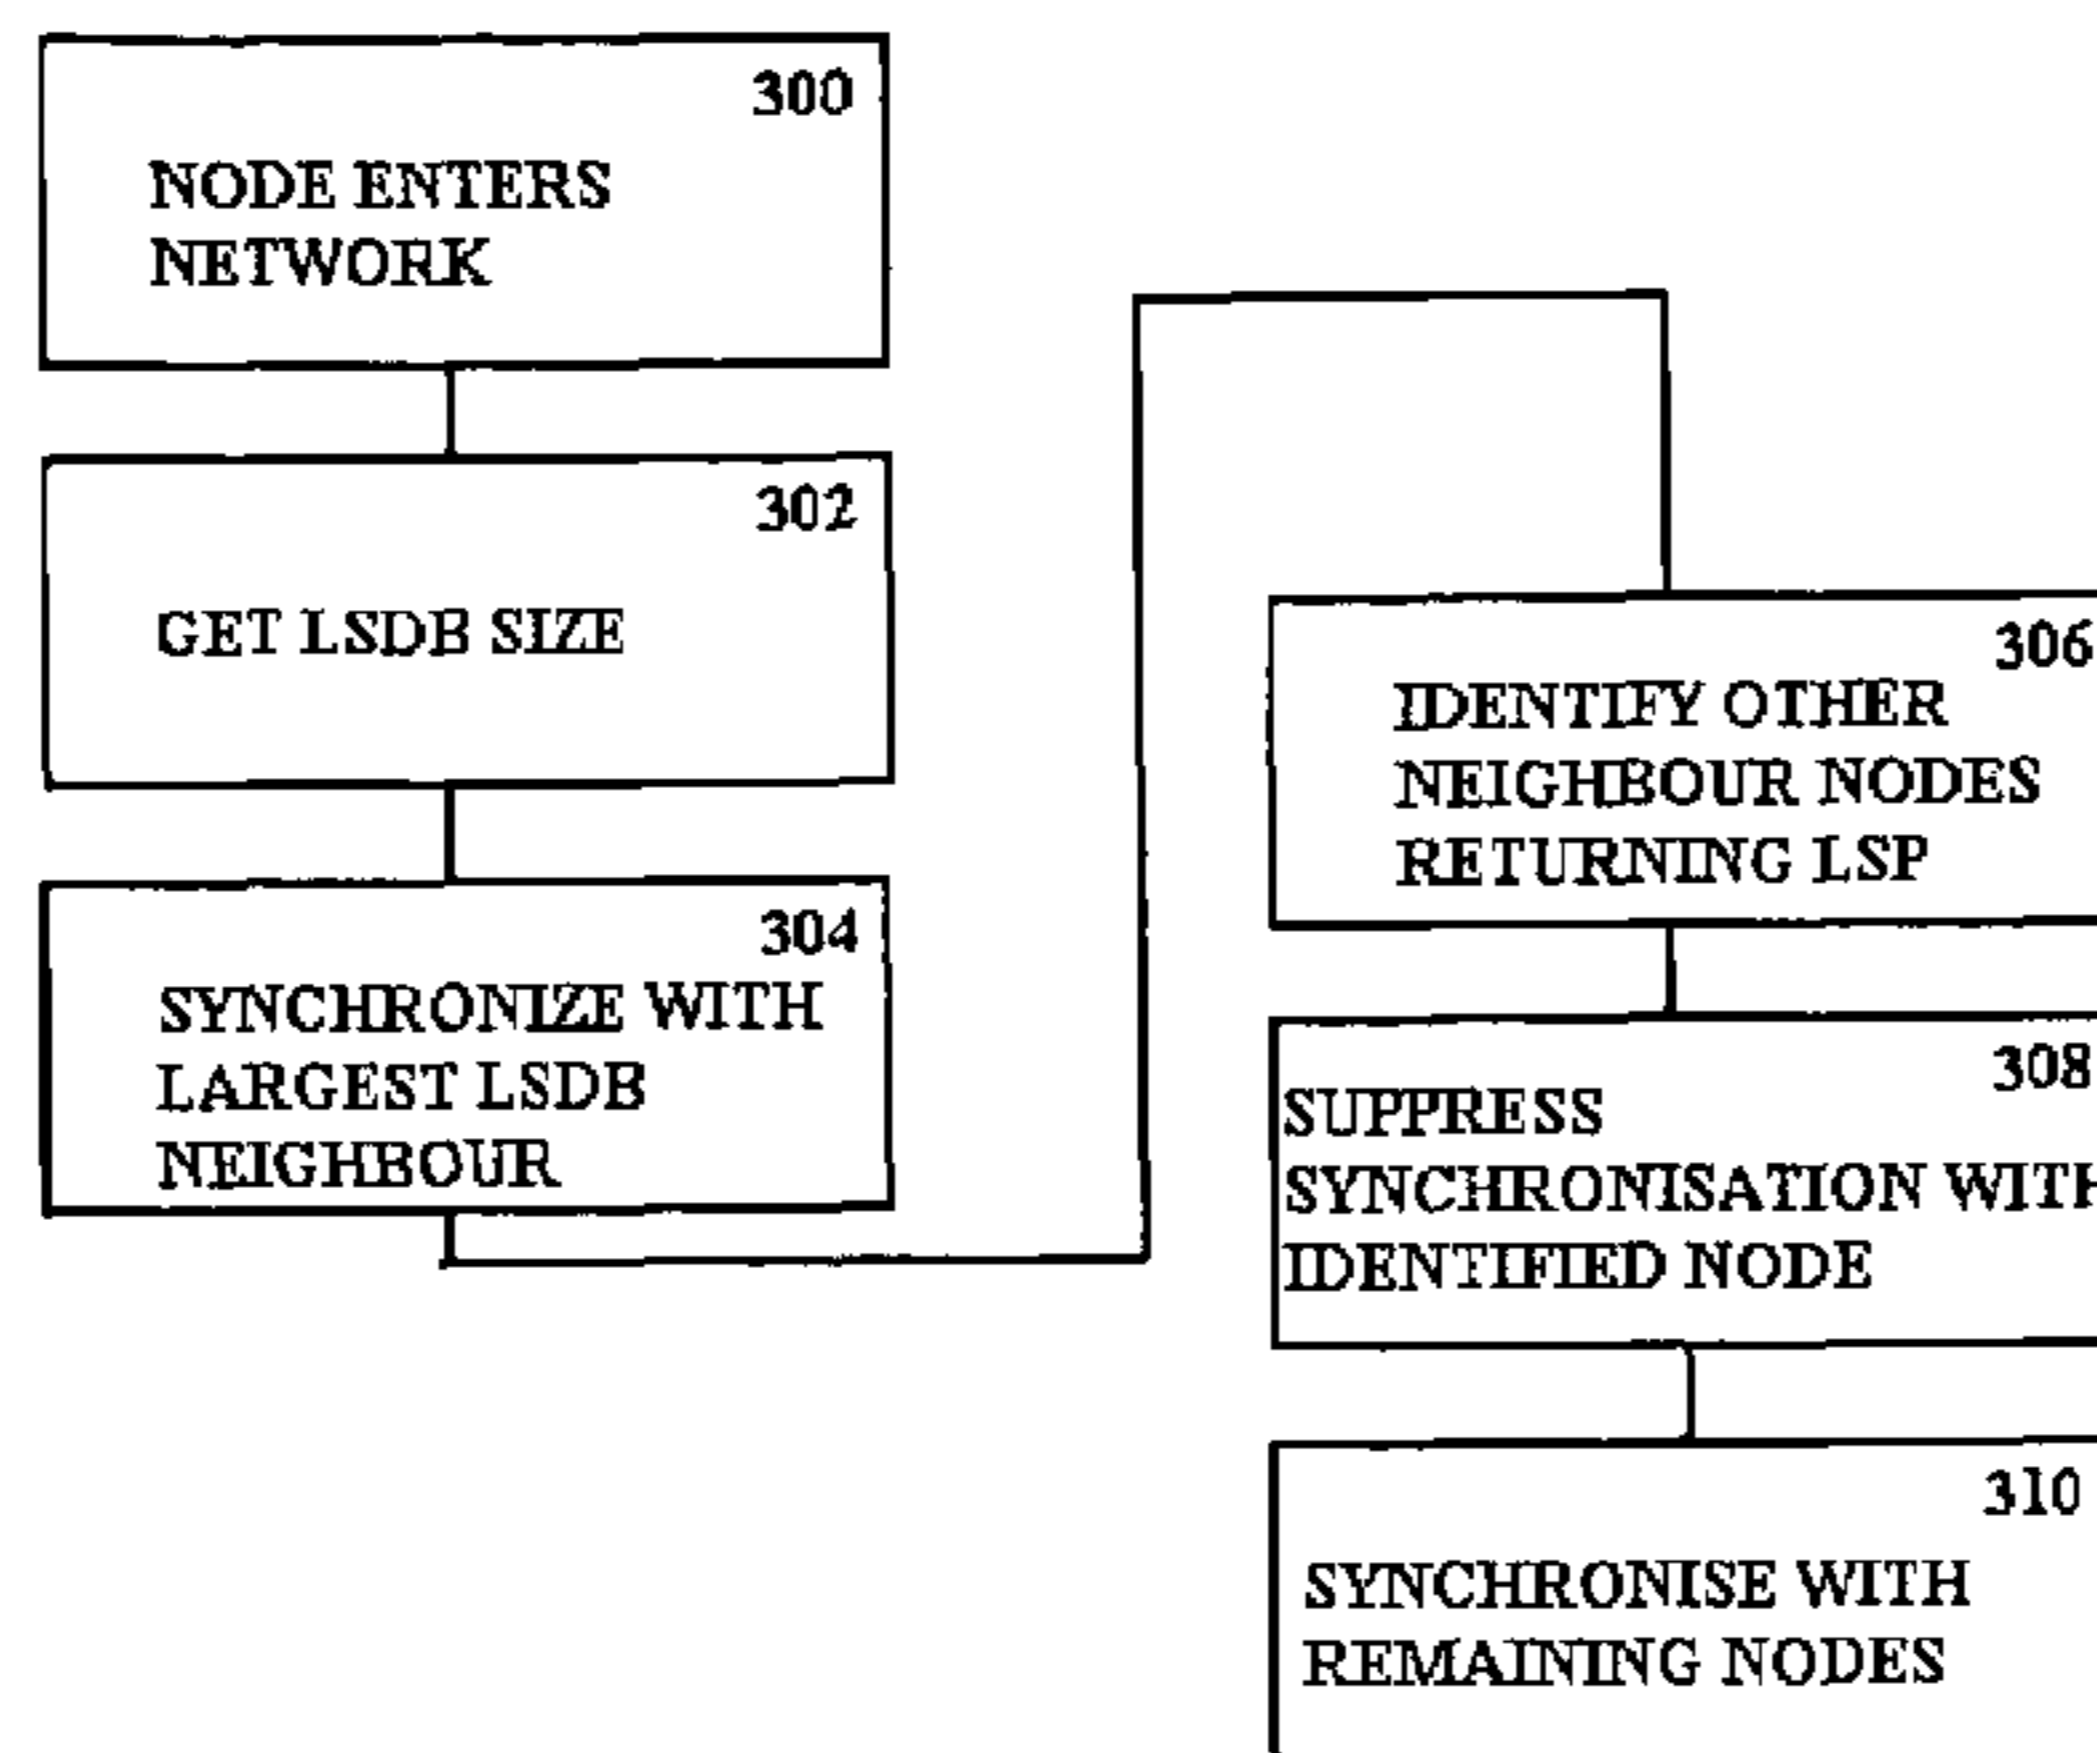 300
NODE ENTERS
NETWORK
302
GET LSDB SIZE
304
SYNCHRONIZE WITH
LARGEST LSDB
NEIGHBOUR
306
IDENTIFY OTHER
NEIGHBOUR NODES
RETURNING LSP
308
SUPPRESS
SYNCHRONISATION WITH
IDENTIFIED NODE
310
SYNCHRONISE WITH
REMAINING NODES